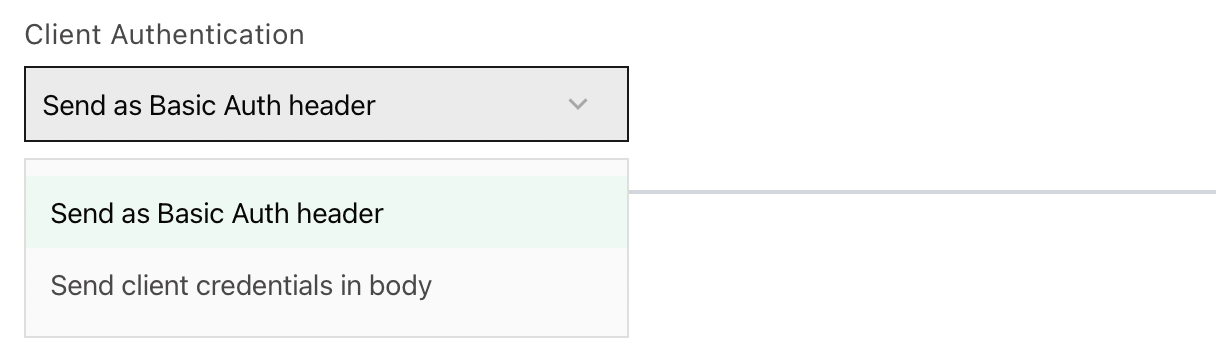 Client Authentication
Send as Basic Auth header
Send as Basic Auth header
Send client credentials in body